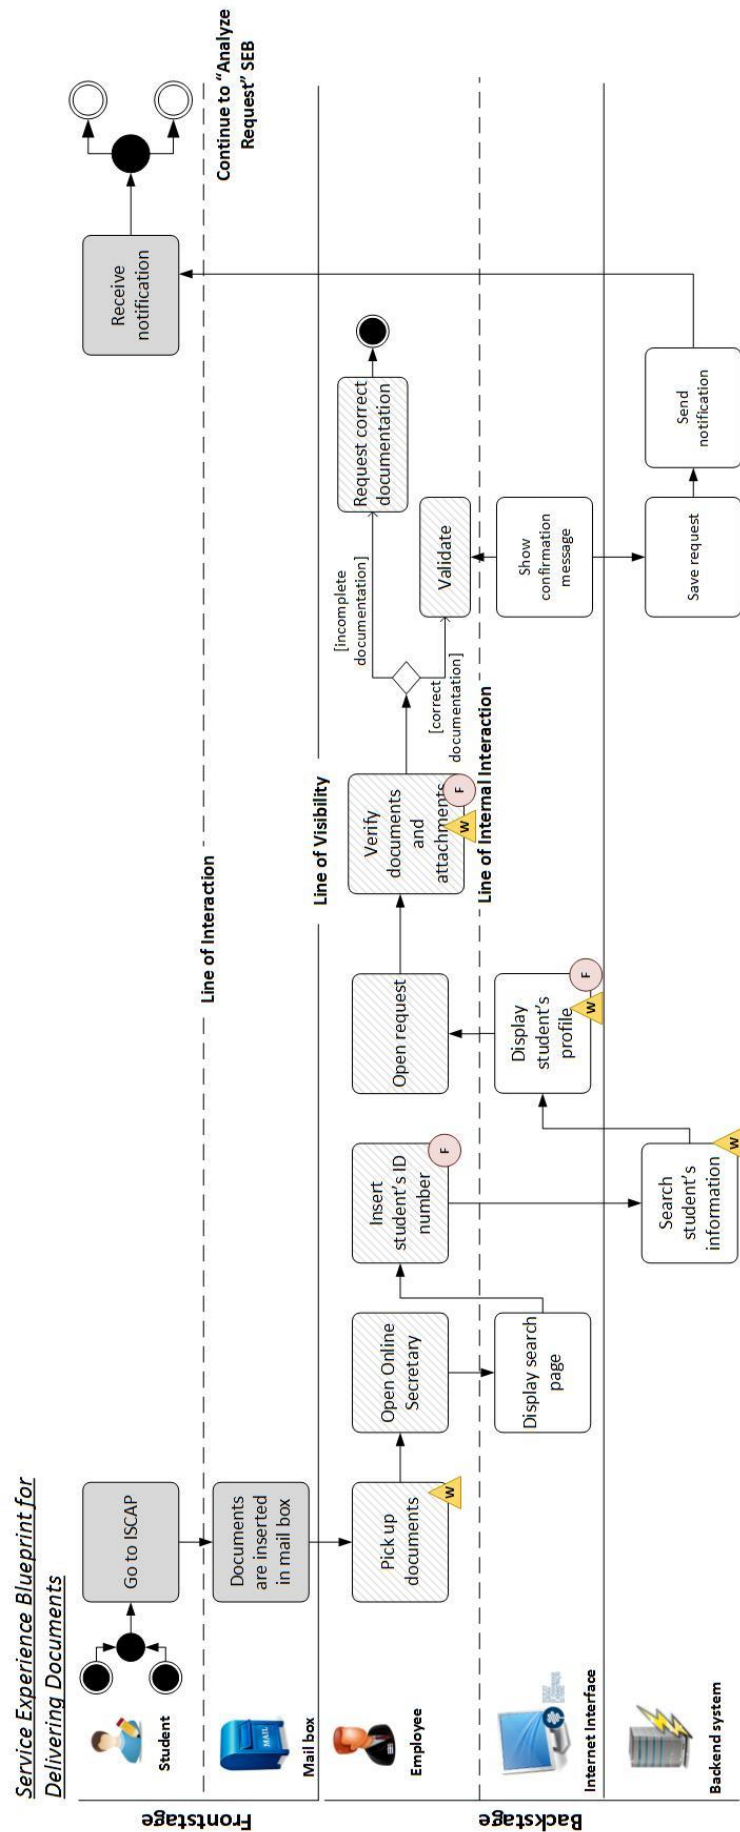 Service Experience Blueprint for
Delivering Documents
Frontstage
Backstage
Student
Mail box
MAIL
Employee
Internet Interface
Backend system
Go to ISCAP
Documents
are inserted
in mail box
Pick up
documents
W
Open Online
Secretary
Display search
page
Insert
student's ID
number
F
Search
student's
information
W
Display
student's
profile
W
F
Open request
Verify
documents
and
attachments
W
F
Line of Interaction
Line of Visibility
Line of Internal Interaction
[incomplete
documentation]
[correct
documentation]
Request correct
documentation
Validate
Show
confirmation
message
Save request
Send
notification
Receive
notification
Continue to "Analyze
Request" SEB